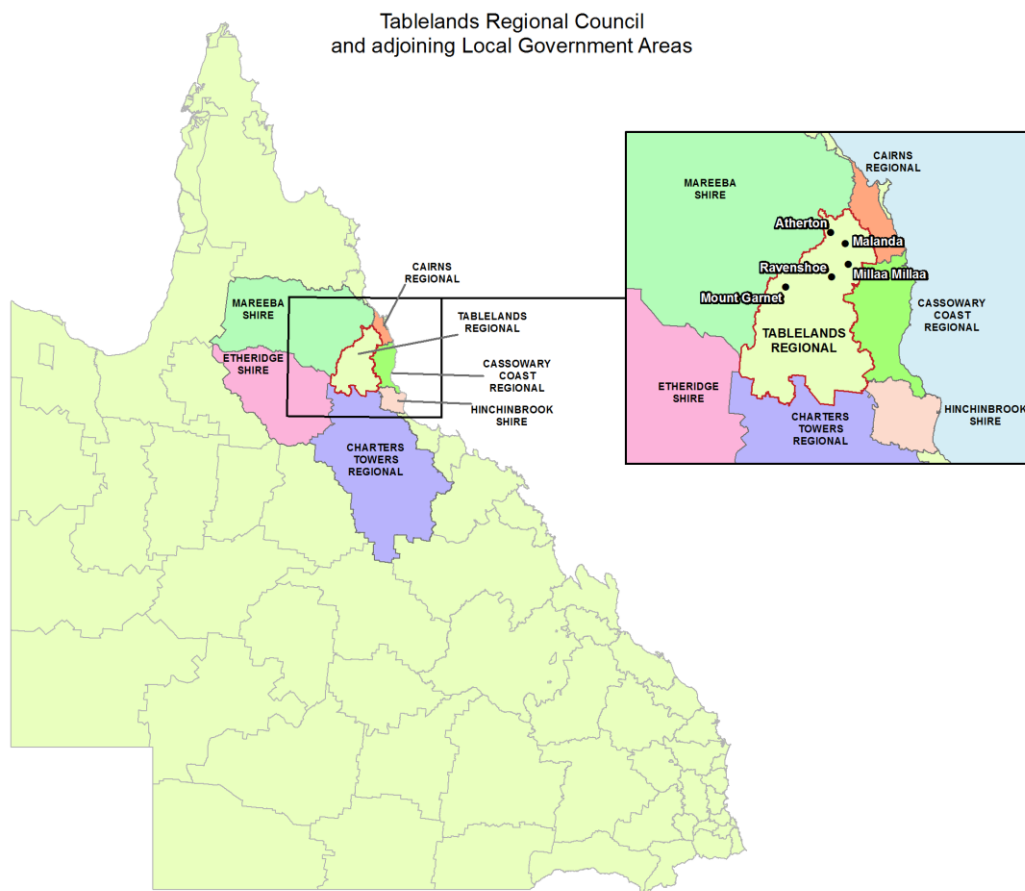 Tablelands Regional Council
and adjoining Local Government Areas
CAIRNS
REGIONAL
MAREEBA
SHIRE
TABLELANDS
REGIONAL
ETHERIDGE
SHIRE
CASSOWARY
COAST
REGIONAL
HINCHINBROOK
SHIRE
CHARTERS
TOWERS
REGIONAL
CAIRNS
REGIONAL
MAREEBA
SHIRE
Atherton
Malanda
Ravenshoe
Millaa Millaa
Mount Garnet
CASSOWARY
COAST
REGIONAL
TABLELANDS
REGIONAL
ETHERIDGE
SHIRE
CHARTERS
TOWERS
REGIONAL
HINCHINBROOK
SHIRE